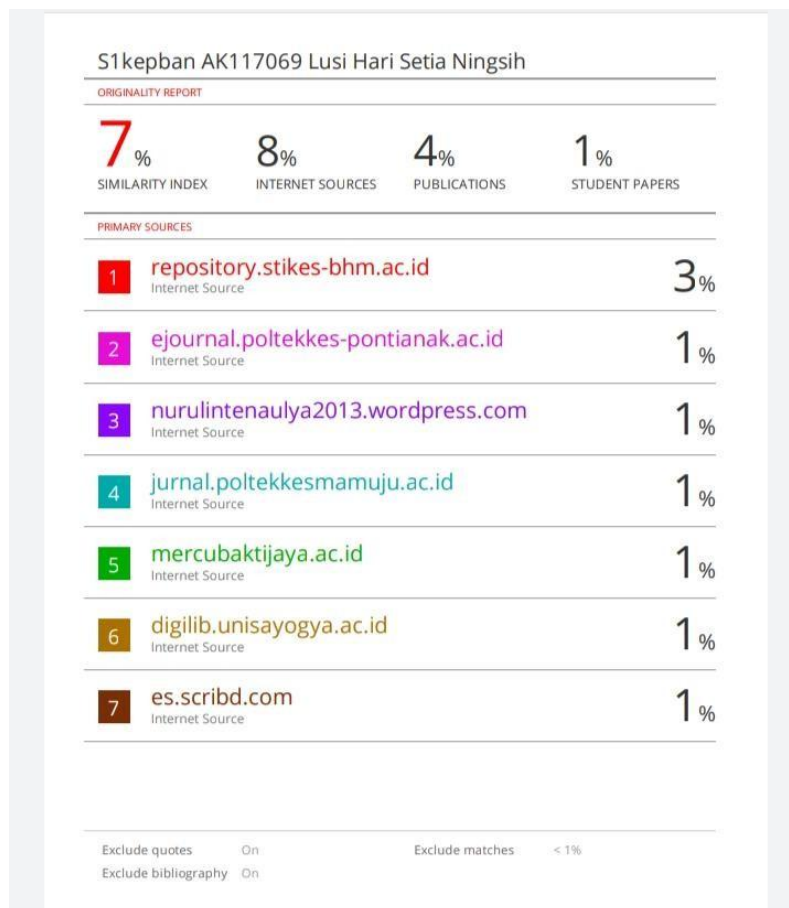 S1kepban AK117069 Lusi Hari Setia Ningsih
ORIGINALITY REPORT
7% 8% 4% 1%
SIMILARITY INDEX INTERNET SOURCES PUBLICATIONS STUDENT PAPERS
PRIMARY SOURCES
1 repository.stikes-bhm.ac.id 3%
Internet Source
2 ejournal.poltekkes-pontianak.ac.id 1%
Internet Source
3 nurulintenaulya2013.wordpress.com 1%
Internet Source
4 jurnal.poltekkesmamuju.ac.id 1%
Internet Source
5 mercubaktijaya.ac.id 1%
Internet Source
6 digilib.unisayogya.ac.id 1%
Internet Source
7 es.scribd.com 1%
Internet Source
Exclude quotes On Exclude matches < 1%
Exclude bibliography On